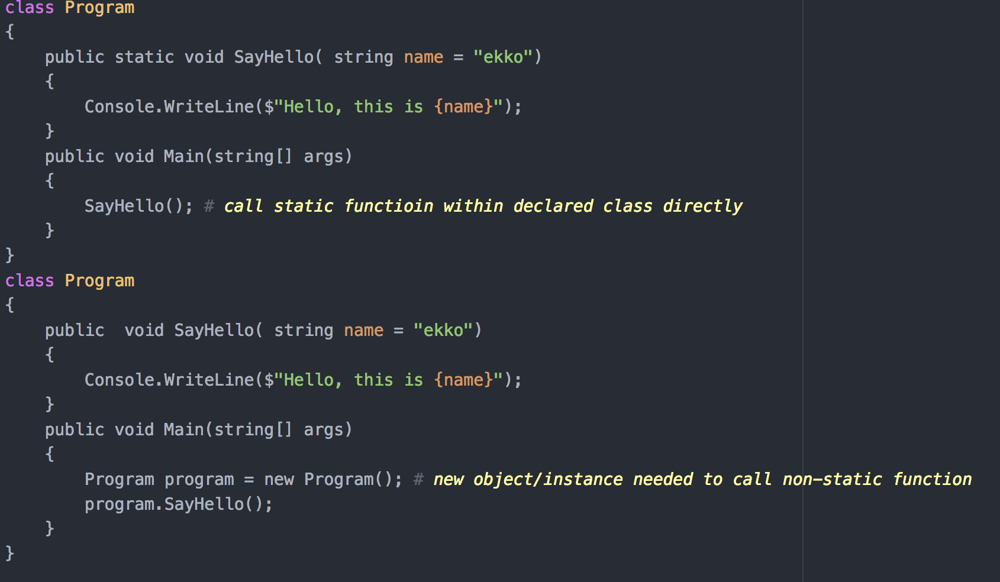 class Program
{
    public static void SayHello( string name = "ekko")
    {
        Console.WriteLine($"Hello, this is {name}");
    }
    public void Main(string[] args)
    {
        SayHello(); # call static functioin within declared class directly
    }
}
class Program
{
    public  void SayHello( string name = "ekko")
    {
        Console.WriteLine($"Hello, this is {name}");
    }
    public void Main(string[] args)
    {
        Program program = new Program(); # new object/instance needed to call non-static function
        program.SayHello();
    }
}